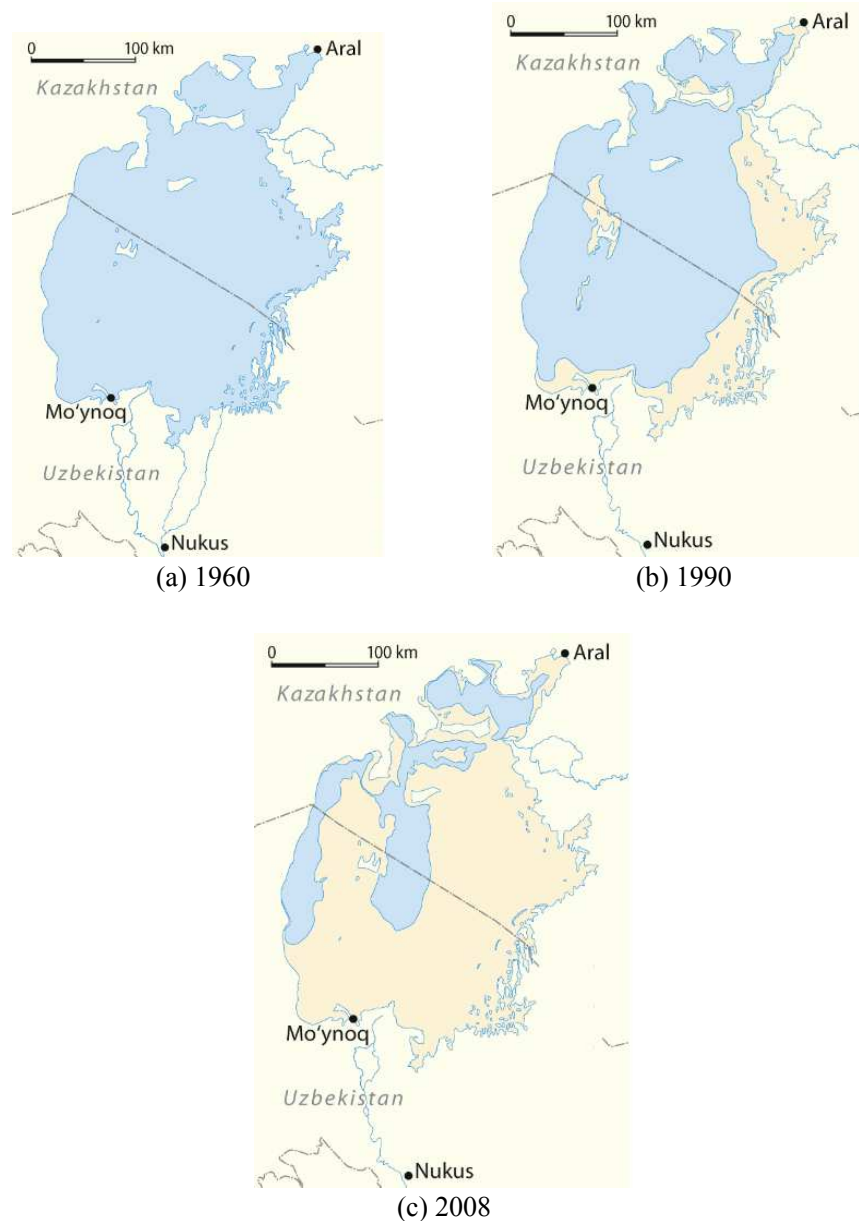 0 100 km
Aral
Kazakhstan
Mo'ynoq
Uzbekistan
Nukus
(a) 1960
0 100 km
Aral
Kazakhstan
Mo'ynoq
Uzbekistan
Nukus
(b) 1990
0 100 km
Aral
Kazakhstan
Mo'ynoq
Uzbekistan
Nukus
(c) 2008